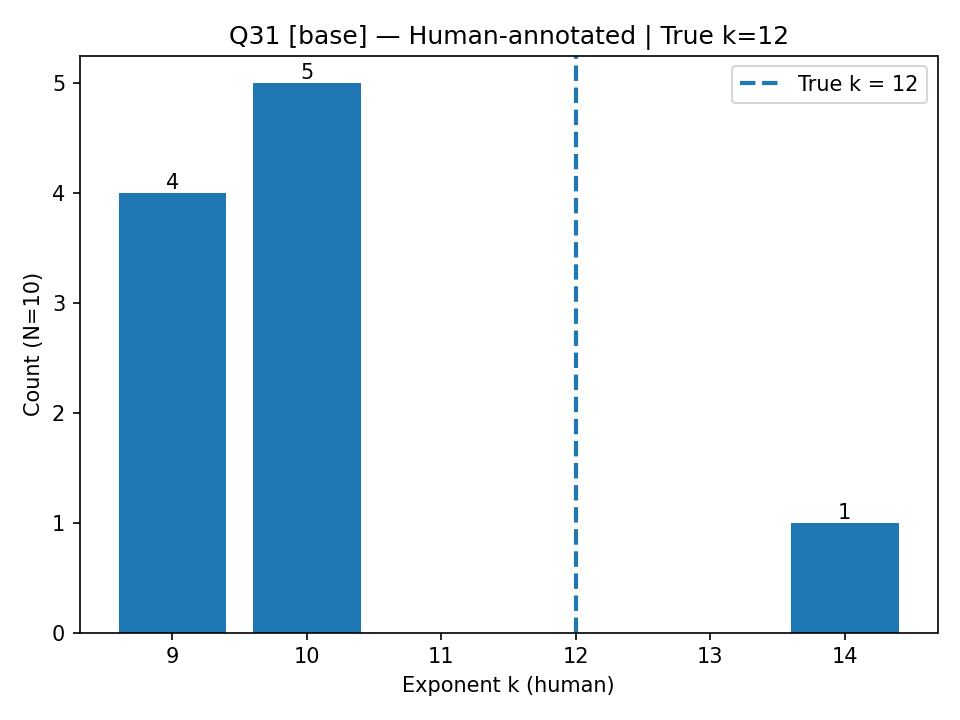 Q31 [base] — Human-annotated | True k=12
True k = 12
5
4
1
5
4
3
2
1
0
Count (N=10)
9 10 11 12 13 14
Exponent k (human)